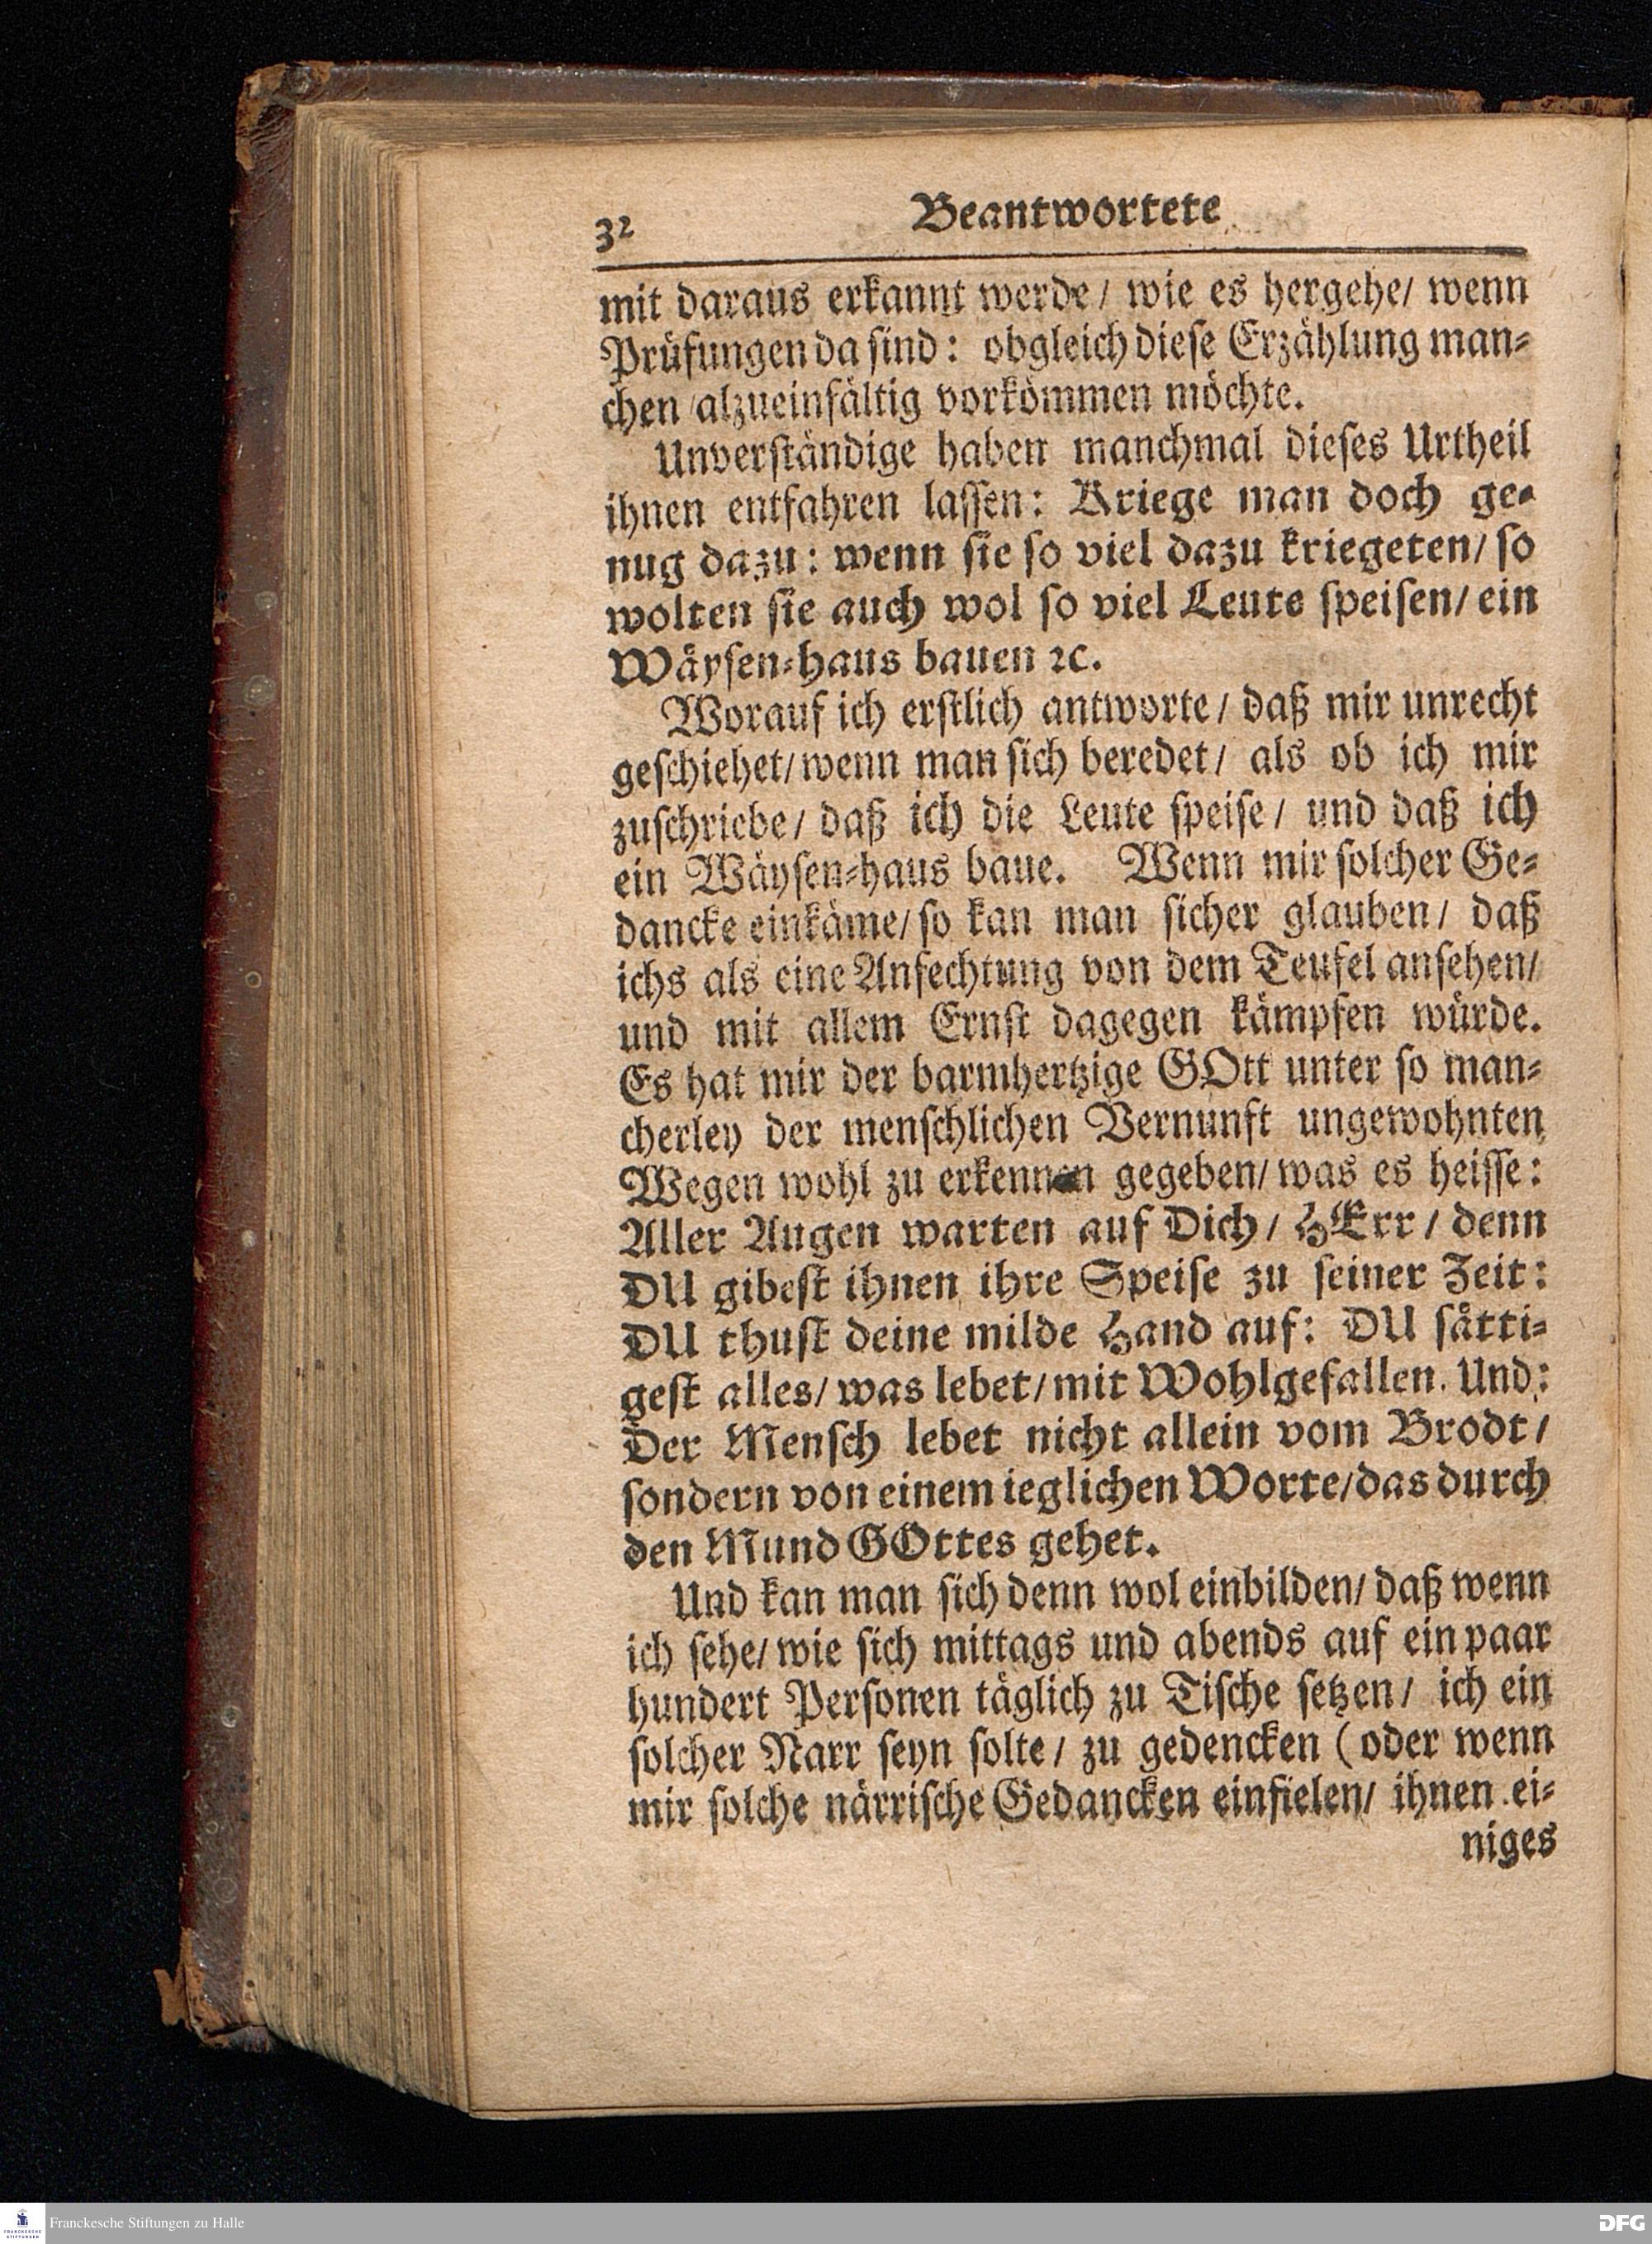 32 Beantwortete
mit daraus erkannt werde/ wie es hergehe/ wenn
Prüfungen da sind: obgleich diese Erzählung man-
chen alzueinfältig vorkommen möchte.
Unverständige haben manchmal dieses Urtheil
ihnen entfahren lassen: Kriege man doch ge-
nug dazu: wenn sie so viel dazu kriegeten/ so
wolten sie auch wol so viel Leute speisen/ ein
Wäysen-haus bauen ꝛc.
Worauf ich erstlich antworte/ daß mir unrecht
geschiehet/ wenn man sich beredet/ als ob ich mir
zuschriebe/ daß ich die Leute speise/ und daß ich
ein Wäysen-haus baue. Wenn mir solcher Ge-
dancke einkäme/ so kan man sicher glauben/ daß
ichs als eine Anfechtung von dem Teufel ansehen/
und mit allem Ernst dagegen kämpfen würde.
Es hat mir der barmhertzige GOtt unter so man-
cherley der menschlichen Vernunft ungewohnten
Wegen wohl zu erkennen gegeben/ was es heisse:
Aller Augen warten auf Dich/ HErr/ denn
DU gibest ihnen ihre Speise zu seiner Zeit:
DU thust deine milde Hand auf: DU sätti-
gest alles/ was lebet/ mit Wohlgefallen. Und:
Der Mensch lebet nicht allein vom Brodt/
sondern von einem ieglichen Worte/ das durch
den Mund GOttes gehet.
Und kan man sich denn wol einbilden/ daß wenn
ich sehe/ wie sich mittags und abends auf ein paar
hundert Personen täglich zu Tische setzen/ ich ein
solcher Narr seyn solte/ zu gedencken (oder wenn
mir solche närrische Gedancken einfielen/ ihnen ei-
niges
FRANCKESCHE
STIFTUNGEN
Franckesche Stiftungen zu Halle
DFG